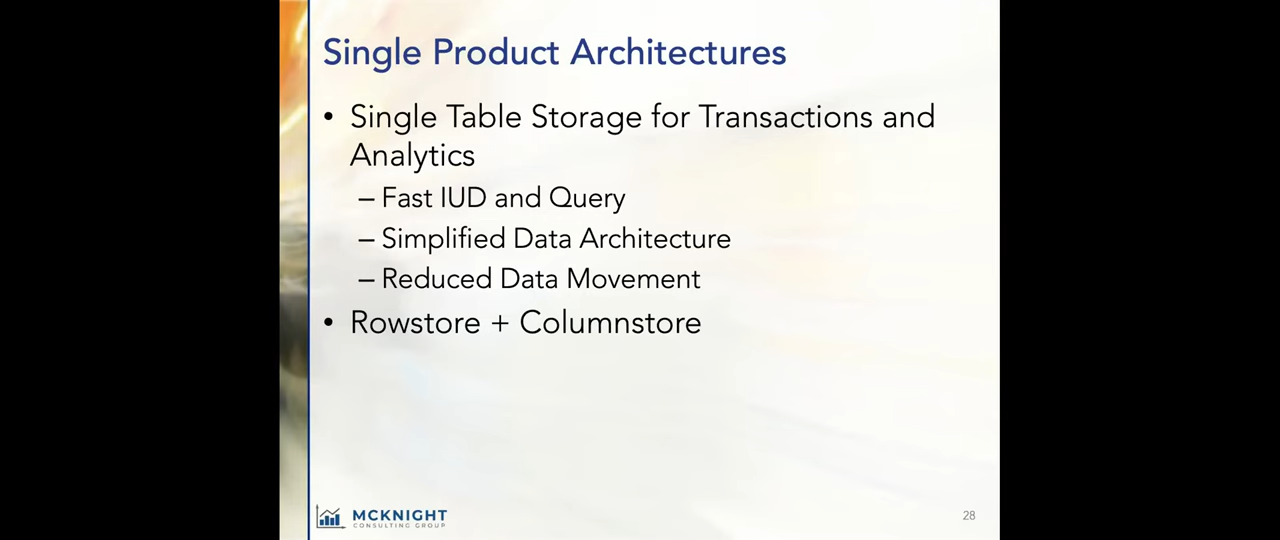 Single Product Architectures
• Single Table Storage for Transactions and
Analytics
– Fast IUD and Query
– Simplified Data Architecture
– Reduced Data Movement
• Rowstore + Columnstore
MCKNIGHT
CONSULTING GROUP
28